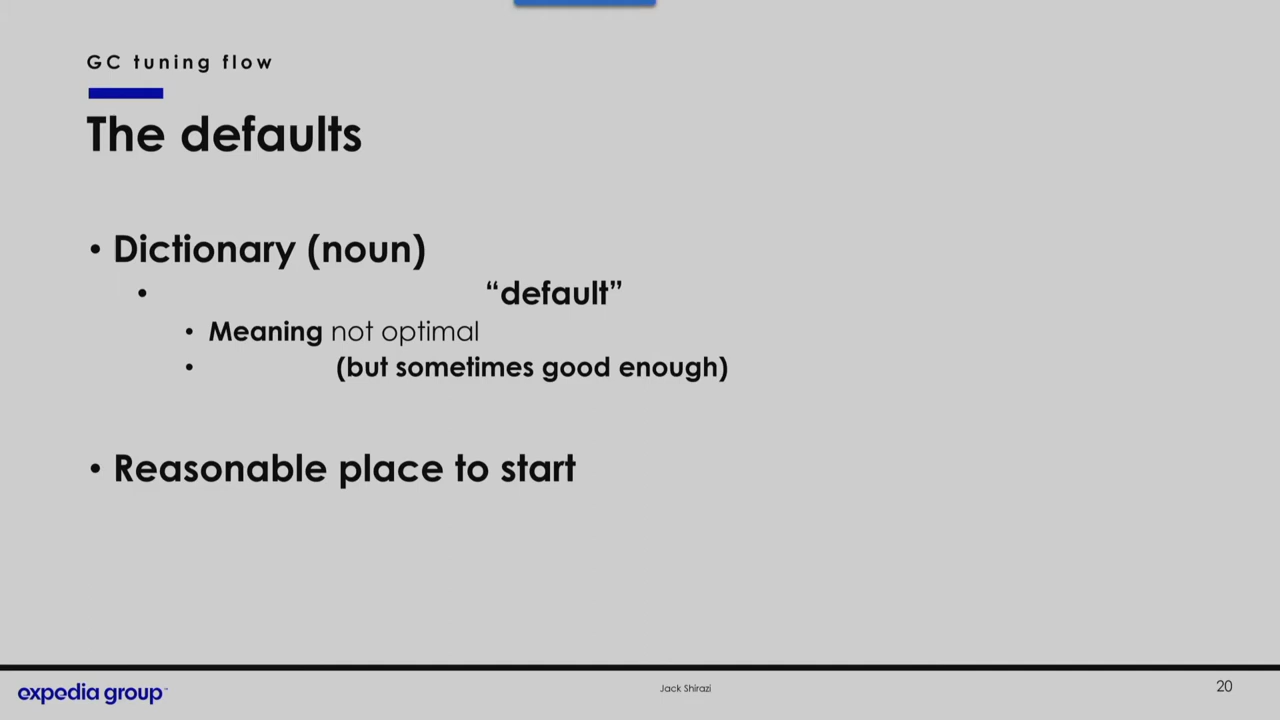 GC tuning flow
The defaults
• Dictionary (noun)
• “default”
• Meaning not optimal
• (but sometimes good enough)
• Reasonable place to start
expedia group™
Jack Shirazi
20